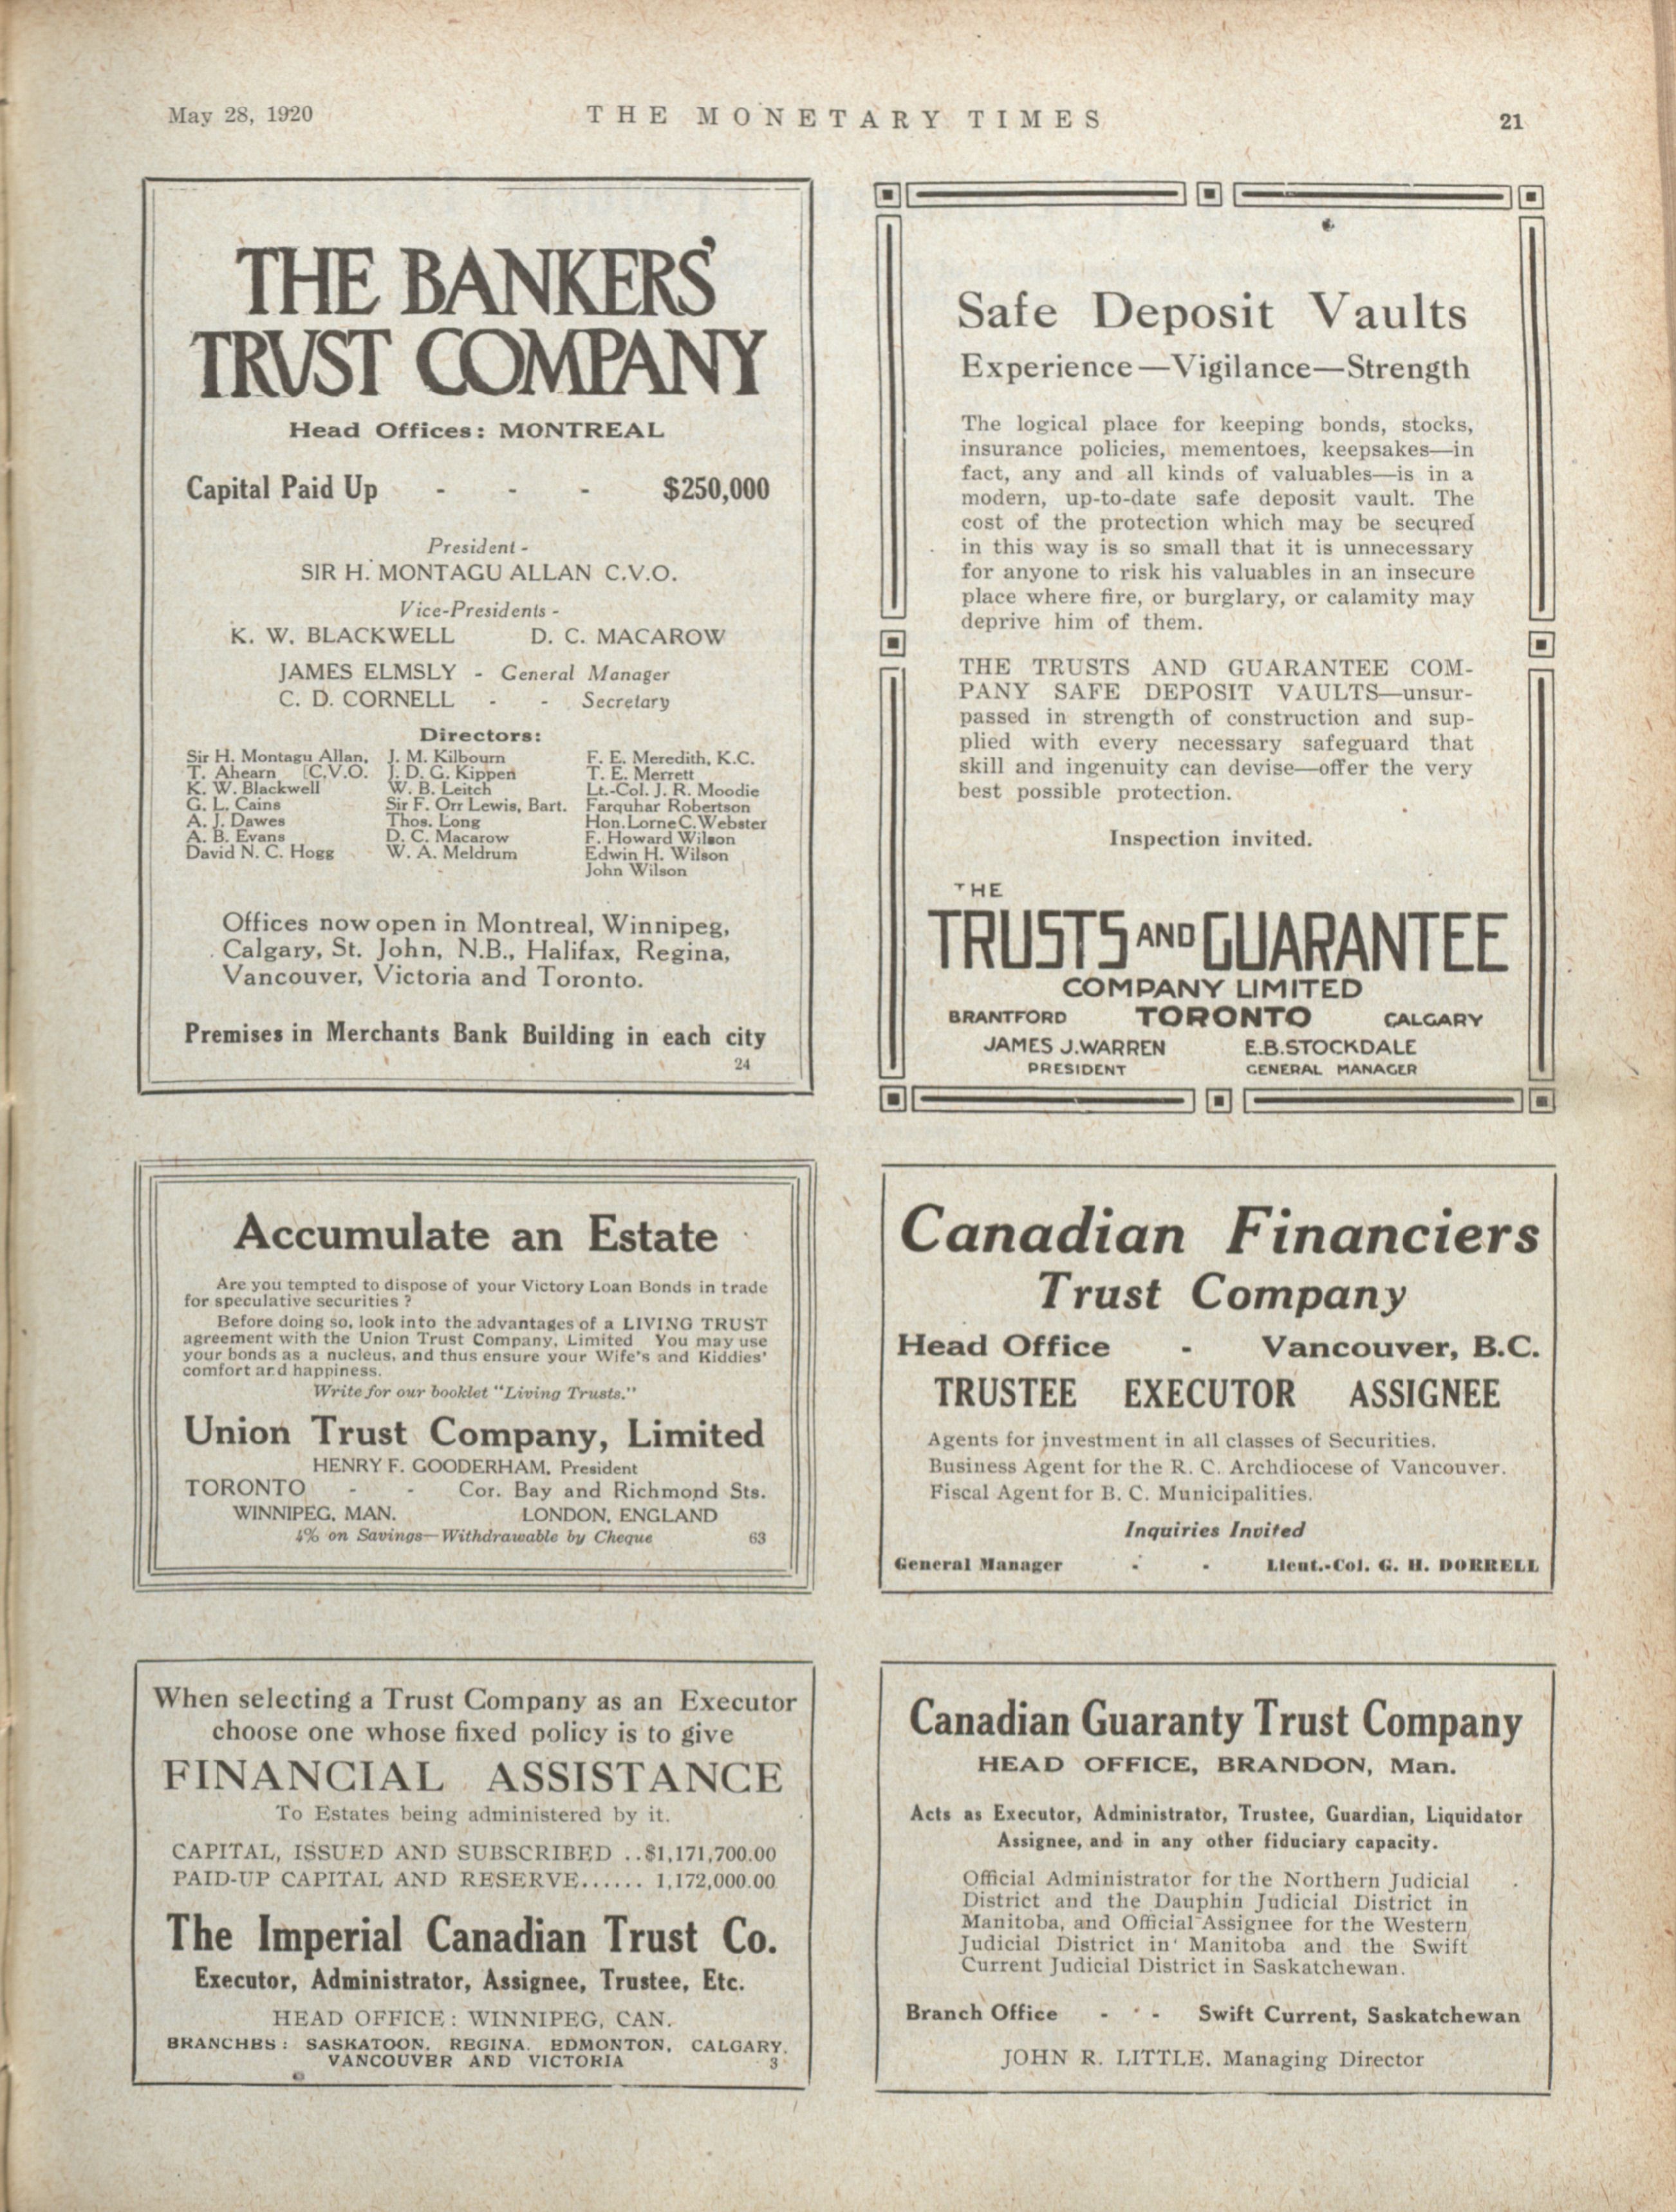 May 28, 1920
THE MONETARY TIMES
21
THE BANKERS'
TRVST COMPANY
Head Offices: MONTREAL
Capital Paid Up - - - $250,000
President -
SIR H. MONTAGU ALLAN C.V.O.
Vice-Presidents -
K. W. BLACKWELL D. C. MACAROW
JAMES ELMSLY - General Manager
C. D. CORNELL - - Secretary
Directors:
Sir H. Montagu Allan, J. M. Kilbourn F. E. Meredith, K.C.
T. Ahearn [C.V.O. J. D. G. Kippen T. E. Merrett
K. W. Blackwell W. B. Leitch Lt.-Col. J. R. Moodie
G. L. Cains Sir F. Orr Lewis, Bart. Farquhar Robertson
A. J. Dawes Thos. Long Hon. Lorne C. Webster
A. B. Evans D. C. Macarow F. Howard Wilson
David N. C. Hogg W. A. Meldrum Edwin H. Wilson
John Wilson
Offices now open in Montreal, Winnipeg,
Calgary, St. John, N.B., Halifax, Regina,
Vancouver, Victoria and Toronto.
Premises in Merchants Bank Building in each city
24
Safe Deposit Vaults
Experience—Vigilance—Strength
The logical place for keeping bonds, stocks,
insurance policies, mementoes, keepsakes—in
fact, any and all kinds of valuables—is in a
modern, up-to-date safe deposit vault. The
cost of the protection which may be secured
in this way is so small that it is unnecessary
for anyone to risk his valuables in an insecure
place where fire, or burglary, or calamity may
deprive him of them.
THE TRUSTS AND GUARANTEE COM-
PANY SAFE DEPOSIT VAULTS—unsur-
passed in strength of construction and sup-
plied with every necessary safeguard that
skill and ingenuity can devise—offer the very
best possible protection.
Inspection invited.
THE
TRUSTS AND GUARANTEE
COMPANY LIMITED
BRANTFORD TORONTO CALGARY
JAMES J. WARREN E.B. STOCKDALE
PRESIDENT GENERAL MANAGER
Accumulate an Estate
Are you tempted to dispose of your Victory Loan Bonds in trade
for speculative securities ?
Before doing so, look into the advantages of a LIVING TRUST
agreement with the Union Trust Company, Limited You may use
your bonds as a nucleus, and thus ensure your Wife's and Kiddies'
comfort and happiness.
Write for our booklet "Living Trusts."
Union Trust Company, Limited
HENRY F. GOODERHAM, President
TORONTO - - Cor. Bay and Richmond Sts.
WINNIPEG, MAN. LONDON, ENGLAND
4% on Savings—Withdrawable by Cheque 63
Canadian Financiers
Trust Company
Head Office - Vancouver, B.C.
TRUSTEE EXECUTOR ASSIGNEE
Agents for investment in all classes of Securities.
Business Agent for the R. C. Archdiocese of Vancouver.
Fiscal Agent for B. C. Municipalities.
Inquiries Invited
General Manager - - Lieut.-Col. G. H. DORRELL
When selecting a Trust Company as an Executor
choose one whose fixed policy is to give
FINANCIAL ASSISTANCE
To Estates being administered by it.
CAPITAL, ISSUED AND SUBSCRIBED ..$1,171,700.00
PAID-UP CAPITAL AND RESERVE...... 1,172,000.00
The Imperial Canadian Trust Co.
Executor, Administrator, Assignee, Trustee, Etc.
HEAD OFFICE: WINNIPEG, CAN.
BRANCHES: SASKATOON, REGINA, EDMONTON, CALGARY,
VANCOUVER AND VICTORIA 3
Canadian Guaranty Trust Company
HEAD OFFICE, BRANDON, Man.
Acts as Executor, Administrator, Trustee, Guardian, Liquidator
Assignee, and in any other fiduciary capacity.
Official Administrator for the Northern Judicial
District and the Dauphin Judicial District in
Manitoba, and Official Assignee for the Western
Judicial District in Manitoba and the Swift
Current Judicial District in Saskatchewan.
Branch Office - - Swift Current, Saskatchewan
JOHN R. LITTLE, Managing Director